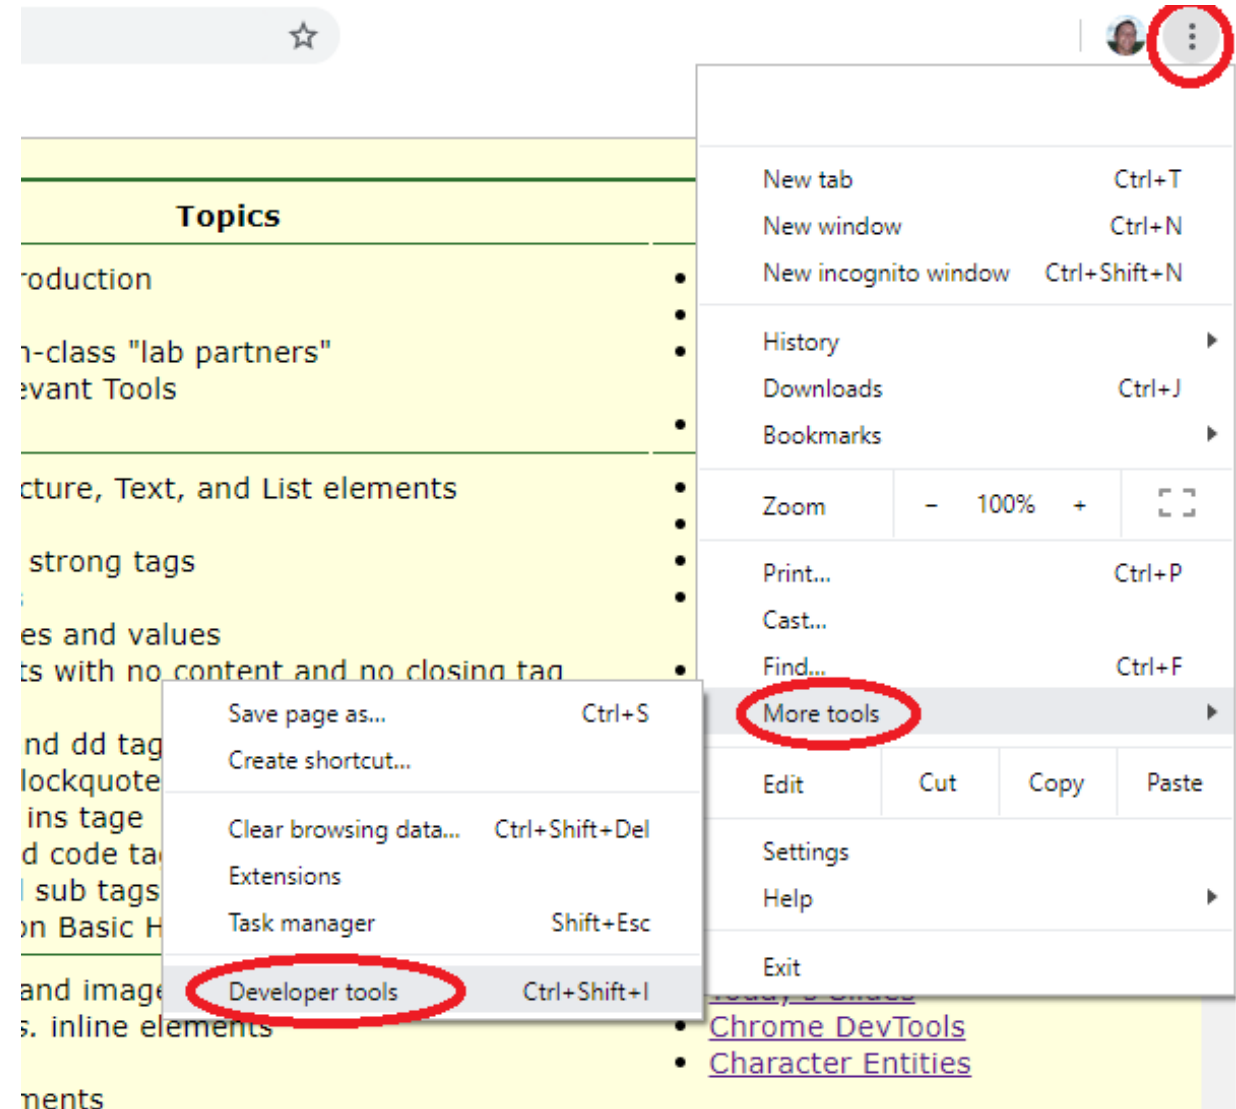 New tab Ctrl+T
Topics
New window Ctrl+N
New incognito window Ctrl+Shift+N
roduction
History
n-class "lab partners"
evant Tools
Downloads Ctrl+J
Bookmarks
cture, Text, and List elements
Zoom - 100% +
strong tags
Print... Ctrl+P
Cast...
es and values
ts with no content and no closing tag
Find... Ctrl+F
More tools
Edit Cut Copy Paste
Settings
Help
Exit
Save page as... Ctrl+S
nd dd tag
Create shortcut...
lockquote
ins tage
Clear browsing data... Ctrl+Shift+Del
d code ta
Extensions
sub tags
Task manager Shift+Esc
on Basic H
and image
Developer tools Ctrl+Shift+I
Today's Slides
s. inline elements
Chrome DevTools
Character Entities
ments